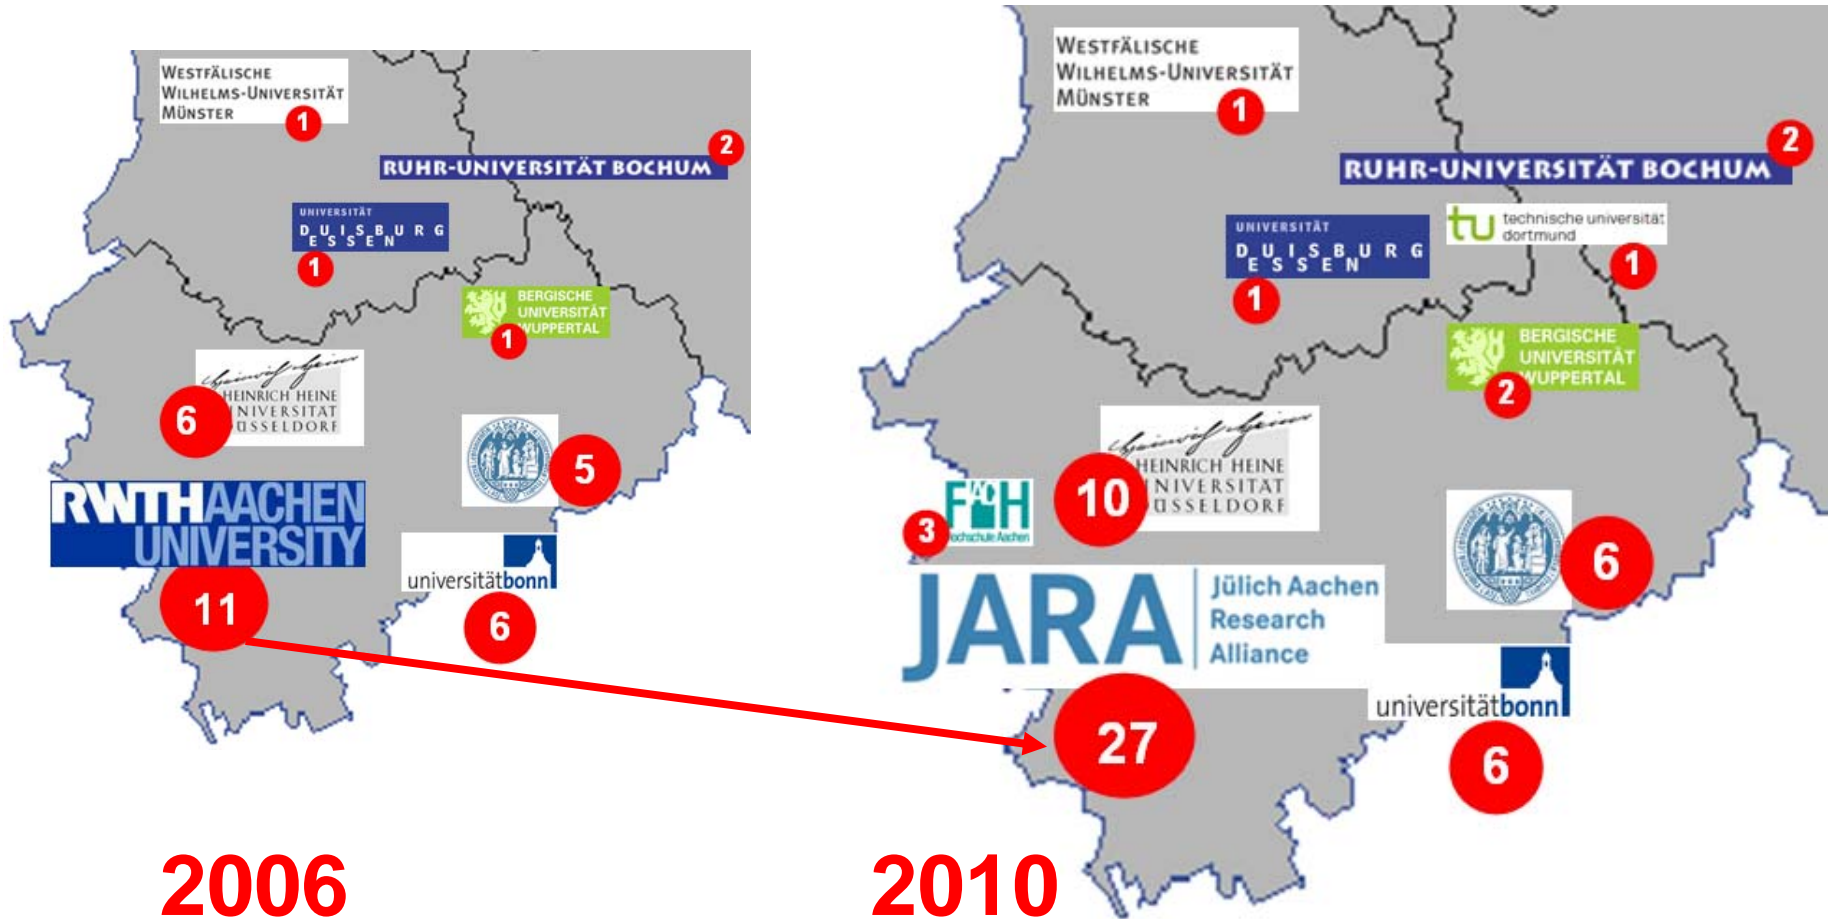 WESTFÄLISCHE
WILHELMS-UNIVERSITÄT
MÜNSTER
1
2
RUHR-UNIVERSITÄT BOCHUM
UNIVERSITÄT
DUISBURG
ESSEN
1
BERGISCHE
UNIVERSITÄT
WUPPERTAL
1
HEINRICH HEINE
UNIVERSITÄT
DÜSSELDORF
6
5
RWTHAACHEN
UNIVERSITY
11
universitätbonn
6
2006
WESTFÄLISCHE
WILHELMS-UNIVERSITÄT
MÜNSTER
1
2
RUHR-UNIVERSITÄT BOCHUM
tu technische universität
dortmund
1
UNIVERSITÄT
DUISBURG
ESSEN
1
BERGISCHE
UNIVERSITÄT
WUPPERTAL
2
HEINRICH HEINE
UNIVERSITÄT
DÜSSELDORF
10
FH
AC
Fachhochschule Aachen
3
6
JARA
Jülich Aachen
Research
Alliance
27
universitätbonn
6
2010